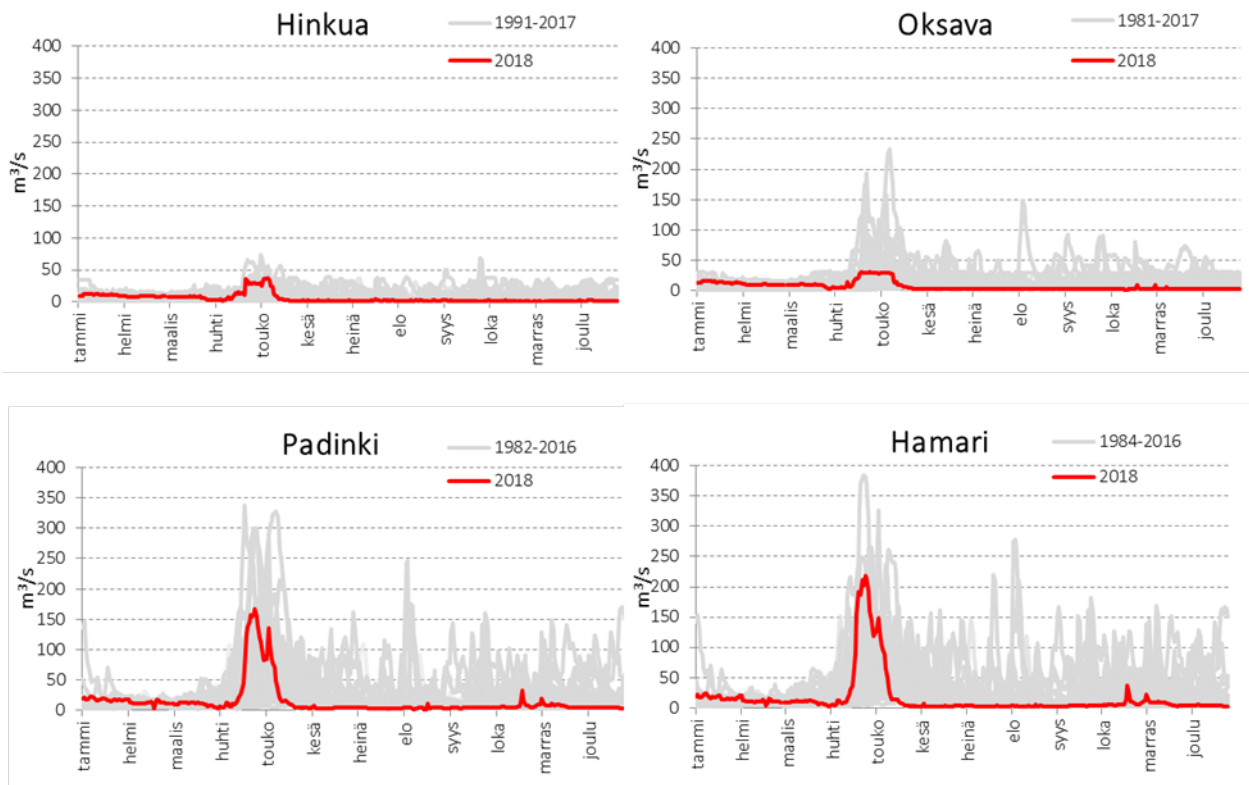 Hinkua
1991-2017
2018
m³/s
400
350
300
250
200
150
100
50
0
tammi
helmi
maalis
huhti
touko
kesä
heinä
elo
syys
loka
marras
joulu
Oksava
1981-2017
2018
m³/s
400
350
300
250
200
150
100
50
0
tammi
helmi
maalis
huhti
touko
kesä
heinä
elo
syys
loka
marras
joulu
Padinki
1982-2016
2018
m³/s
400
350
300
250
200
150
100
50
0
tammi
helmi
maalis
huhti
touko
kesä
heinä
elo
syys
loka
marras
joulu
Hamari
1984-2016
2018
m³/s
400
350
300
250
200
150
100
50
0
tammi
helmi
maalis
huhti
touko
kesä
heinä
elo
syys
loka
marras
joulu